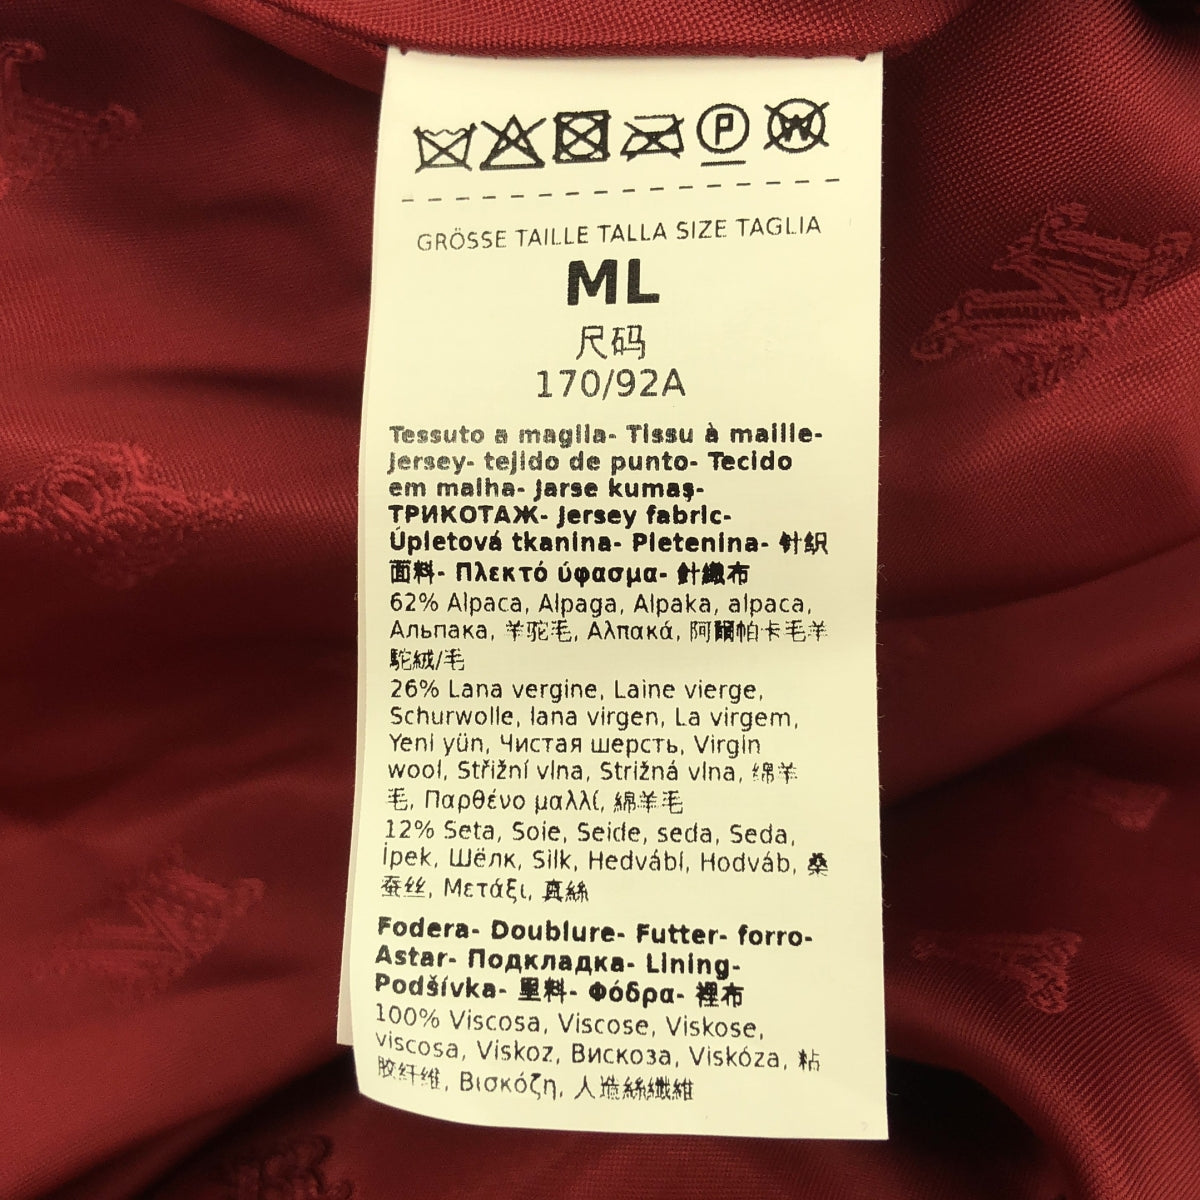 P W
GRÖSSE TAILLE TALLA SIZE TAGLIA
ML
尺码
170/92A
Tessuto a maglia- Tissu à maille-
Jersey- tejido de punto- Tecido
em malha- Jarse kumaş-
ТРИКОТАЖ- Jersey fabric-
Úpletová tkanina- Pletenina- 针织
面料- Πλεκτό ύφασμα- 針織布
62% Alpaca, Alpaga, Alpaka, alpaca,
Альпака, 羊驼毛, Αλπακά, 阿爾帕卡毛羊
駝絨/毛
26% Lana vergine, Laine vierge,
Schurwolle, lana virgen, La virgem,
Yeni yün, Чистая шерсть, Virgin
wool, Střižní vlna, Strižná vlna, 绵羊
毛, Παρθένο μαλλί, 綿羊毛
12% Seta, Soie, Seide, seda, Seda,
İpek, Шёлк, Silk, Hedvábí, Hodváb, 桑
蚕丝, Μετάξι, 真絲
Fodera- Doublure- Futter- forro-
Astar- Подкладка- Lining-
Podšívka- 里料- Φόδρα- 裡布
100% Viscosa, Viscose, Viskose,
viscosa, Viskoz, Вискоза, Viskóza, 粘
胶纤维, Βισκόζη, 人造絲纖維